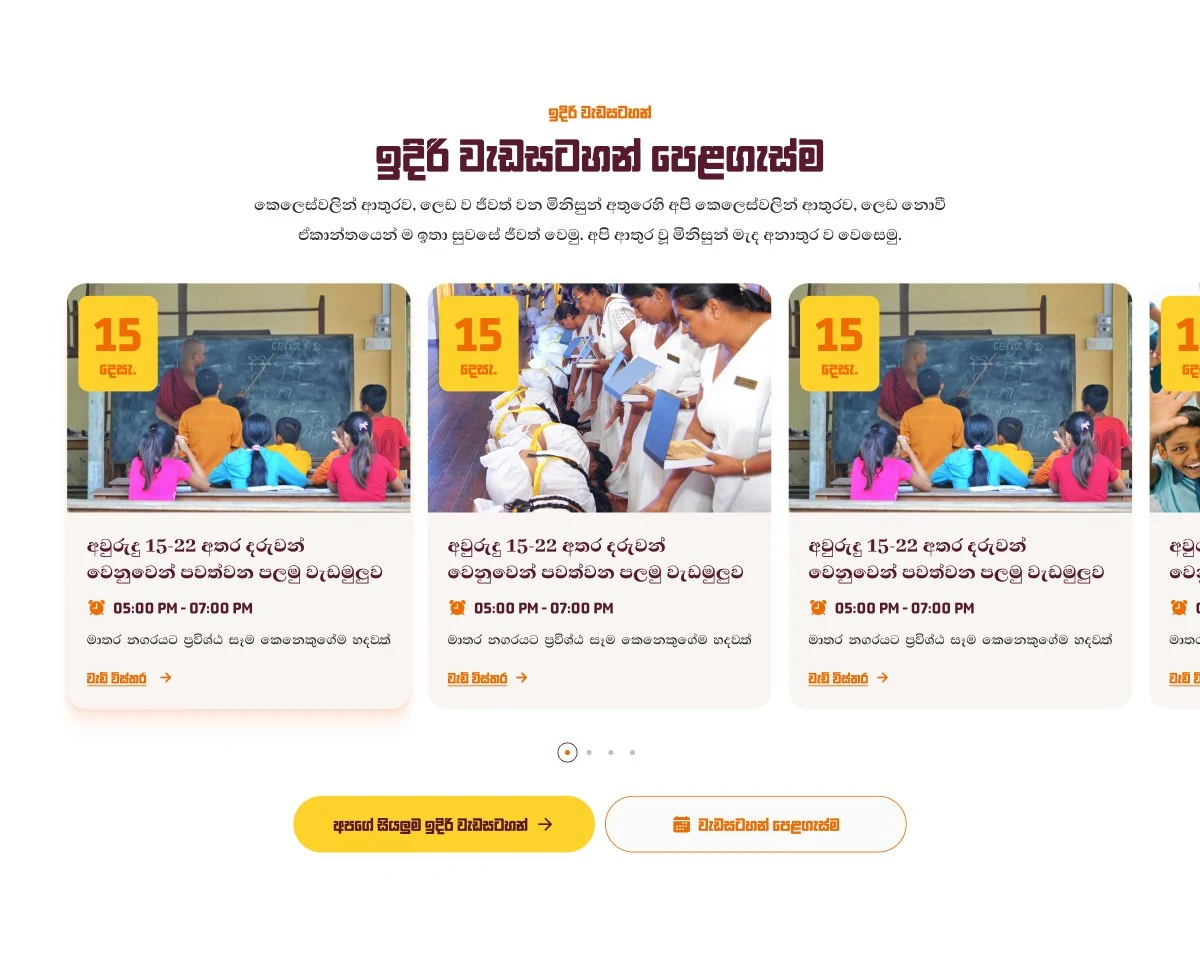 ඉදිරි වැඩසටහන්
ඉදිරි වැඩසටහන් පෙළගැස්ම
කෙලෙස්වලින් ආතුරව, ලෙඩ ව ජීවත් වන මිනිසුන් අතුරෙහි අපි කෙලෙස්වලින් ආතුරව, ලෙඩ නොවී
ඒකාන්තයෙන් ම ඉතා සුවසේ ජීවත් වෙමු. අපි ආතුර වූ මිනිසුන් මැද අනාතුර ව වෙසෙමු.
15
දෙසැ.
අවුරුදු 15-22 අතර දරුවන්
වෙනුවෙන් පවත්වන පලමු වැඩමුලුව
05:00 PM - 07:00 PM
මාතර නගරයට ප්‍රවිශ්ඨ සෑම කෙනෙකුගේම හදවත්
වැඩි විස්තර
15
දෙසැ.
අවුරුදු 15-22 අතර දරුවන්
වෙනුවෙන් පවත්වන පලමු වැඩමුලුව
05:00 PM - 07:00 PM
මාතර නගරයට ප්‍රවිශ්ඨ සෑම කෙනෙකුගේම හදවත්
වැඩි විස්තර
15
දෙසැ.
අවුරුදු 15-22 අතර දරුවන්
වෙනුවෙන් පවත්වන පලමු වැඩමුලුව
05:00 PM - 07:00 PM
මාතර නගරයට ප්‍රවිශ්ඨ සෑම කෙනෙකුගේම හදවත්
වැඩි විස්තර
අපගේ සියලුම ඉදිරි වැඩසටහන්
වැඩසටහන් පෙළගැස්ම